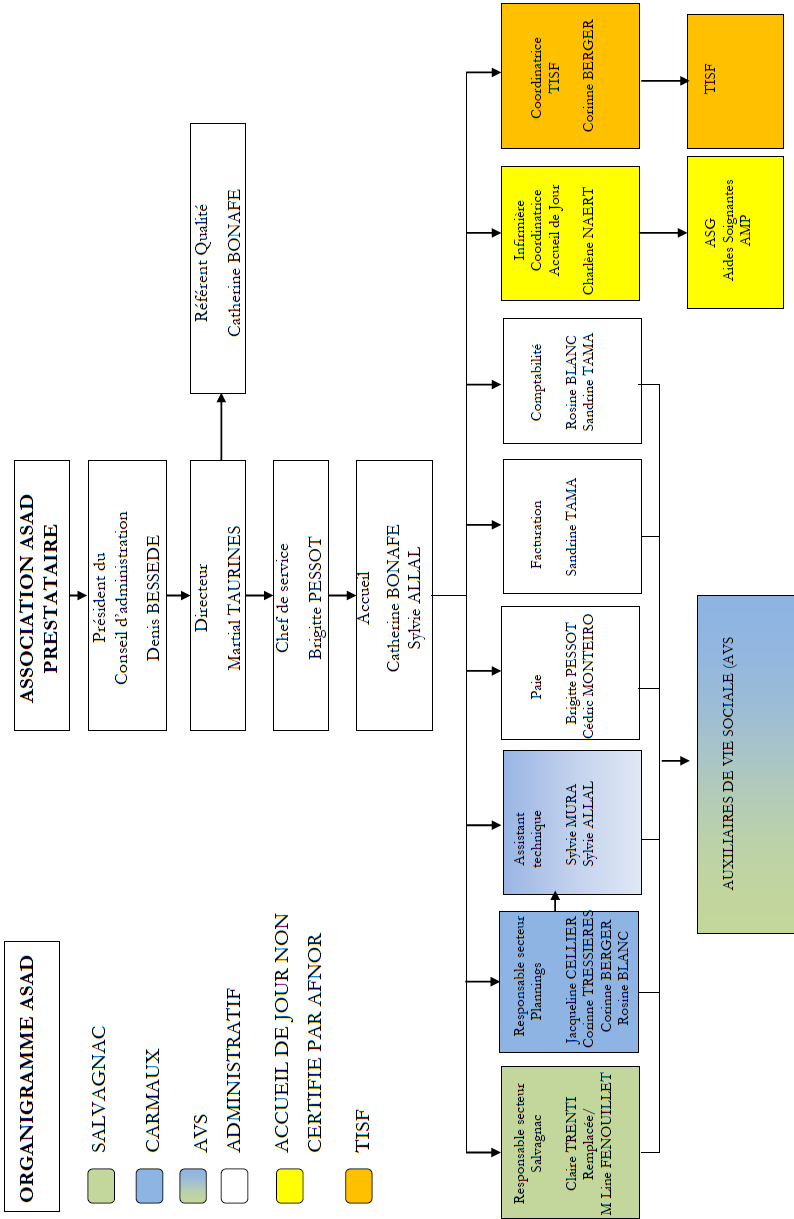 ORGANIGRAMME ASAD
SALVAGNAC
CARMAUX
AVS
ADMINISTRATIF
ACCUEIL DE JOUR NON
CERTIFIE PAR AFNOR
TISF
ASSOCIATION ASAD
PRESTATAIRE
Président du
Conseil d'administration
Denis BESSEDE
Directeur
Martial TAURINES
Référent Qualité
Catherine BONAFE
Chef de service
Brigitte PESSOT
Accueil
Catherine BONAFE
Sylvie ALLAL
Responsable secteur
Salvagnac
Claire TRENTI
Remplacée/
M Line FENOUILLET
Responsable secteur
Plannings
Jacqueline CELLIER
Corinne TRESSIERES
Corinne BERGER
Rosine BLANC
Assistant
technique
Sylvie MURA
Sylvie ALLAL
Paie
Brigitte PESSOT
Cédric MONTEIRO
Facturation
Sandrine TAMA
Comptabilité
Rosine BLANC
Sandrine TAMA
Infirmière
Coordinatrice
Accueil de Jour
Charlène NAERT
Coordinatrice
TISF
Corinne BERGER
AUXILIAIRES DE VIE SOCIALE (AVS
ASG
Aides Soignantes
AMP
TISF